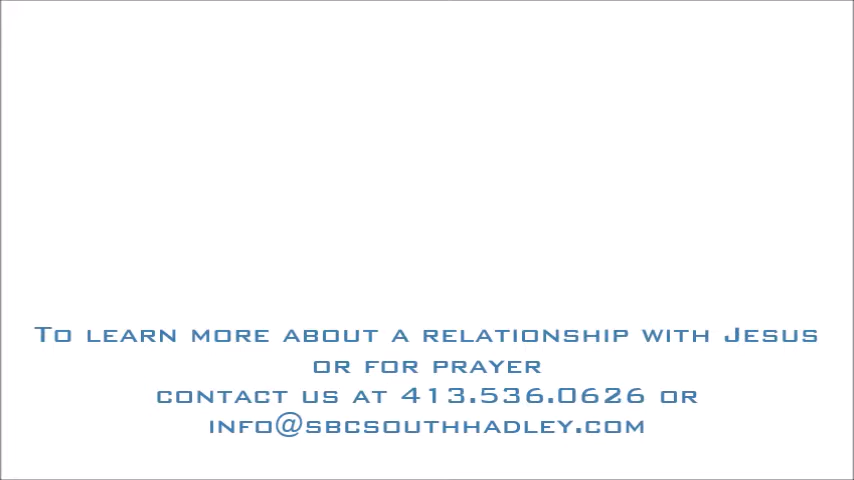 To learn more about a relationship with Jesus
or for prayer
contact us at 413.536.0626 or
info@sbcsouthhadley.com